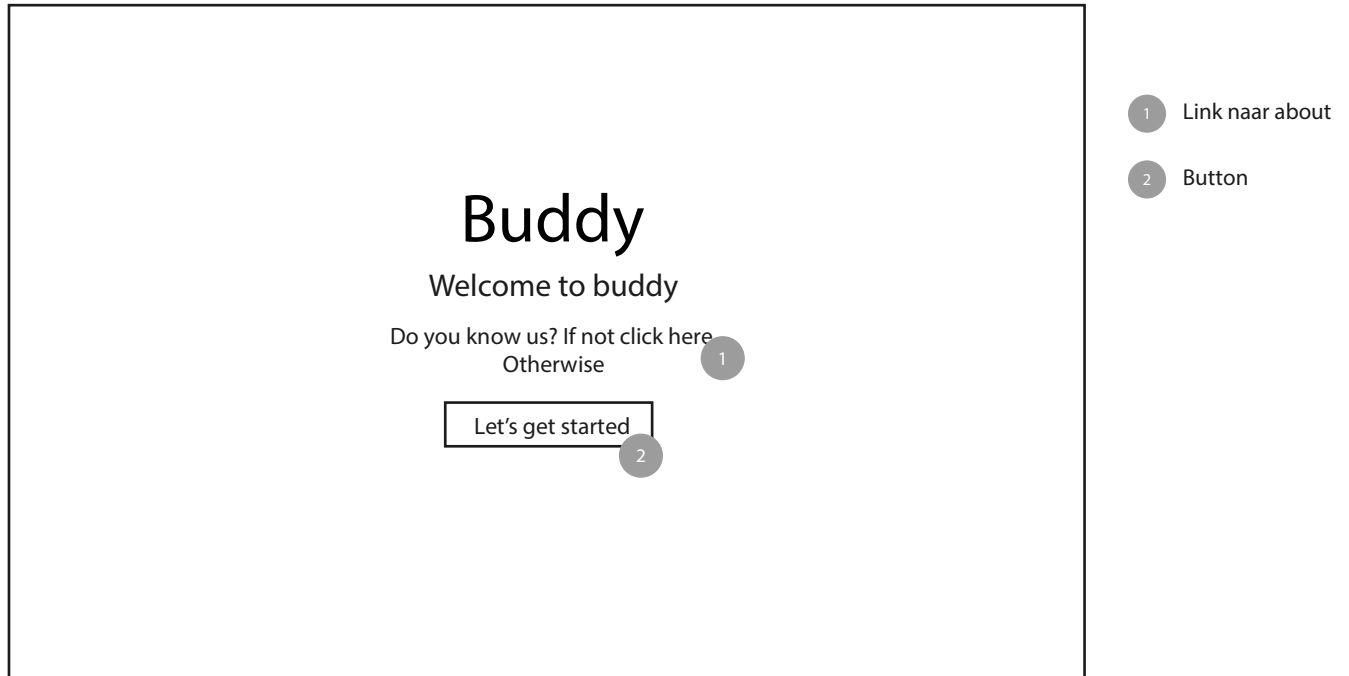 Buddy
Welcome to buddy
Do you know us? If not click here
Otherwise
1
Let’s get started
2
1 Link naar about
2 Button